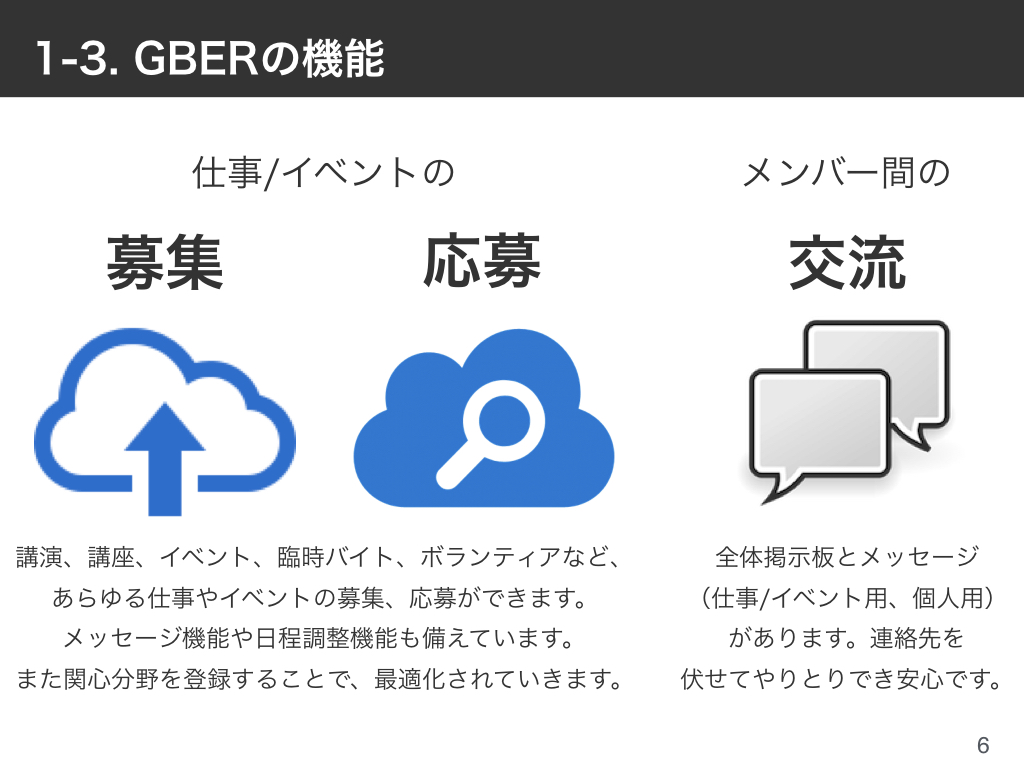 1-3. GBERの機能
仕事/イベントの
募集
応募
講演、講座、イベント、臨時バイト、ボランティアなど、
あらゆる仕事やイベントの募集、応募ができます。
メッセージ機能や日程調整機能も備えています。
また関心分野を登録することで、最適化されていきます。
メンバー間の
交流
全体掲示板とメッセージ
（仕事/イベント用、個人用）
があります。連絡先を
伏せてやりとりでき安心です。
6